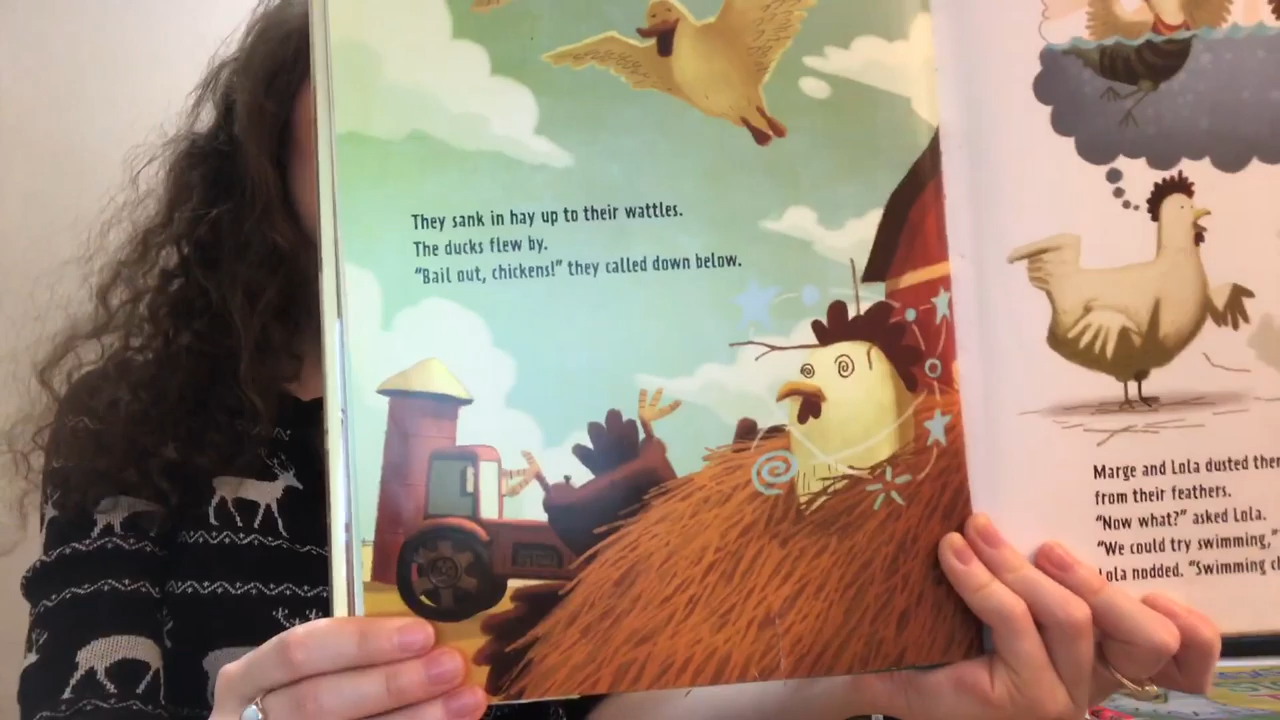 They sank in hay up to their wattles.
The ducks flew by.
“Bail out, chickens!” they called down below.
Marge and Lola dusted
from their feathers.
“Now what?” asked Lola.
“We could try swimming,”
Lola nodded. “Swimming